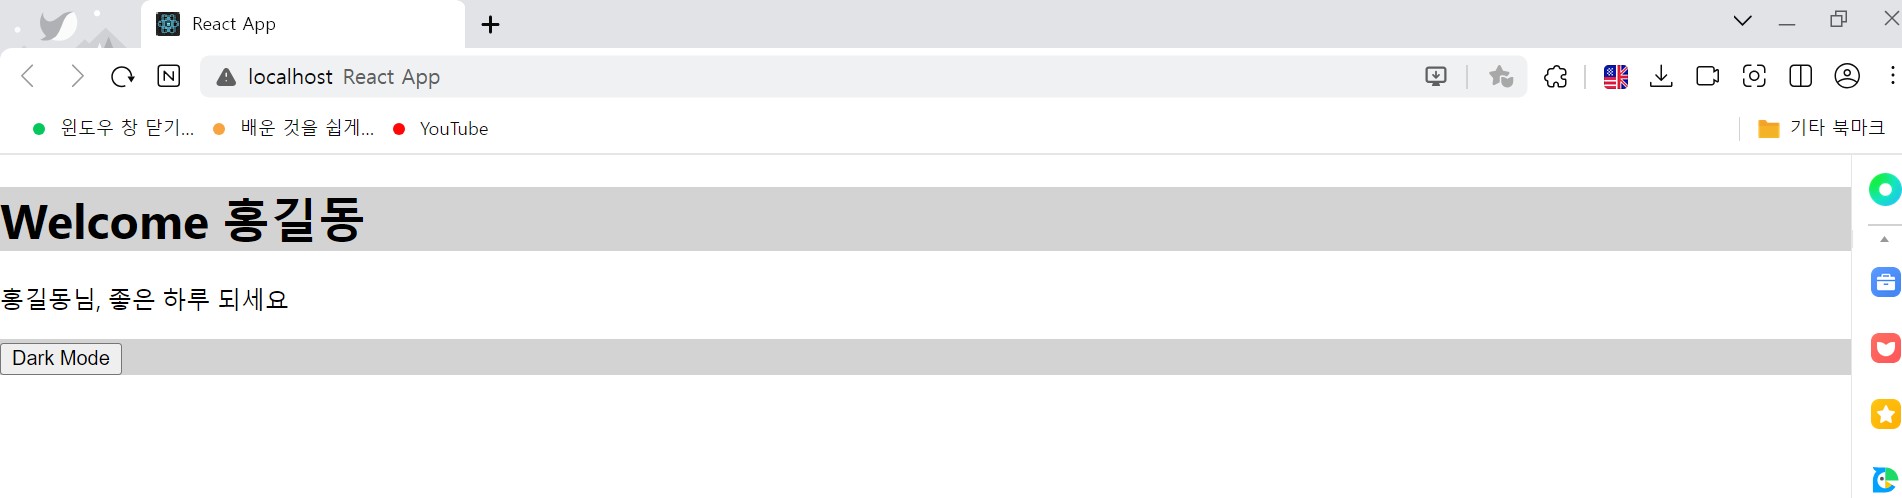 React App
localhost React App
윈도우 창 닫기... 배운 것을 쉽게... YouTube 기타 북마크
Welcome 홍길동
홍길동님, 좋은 하루 되세요
Dark Mode